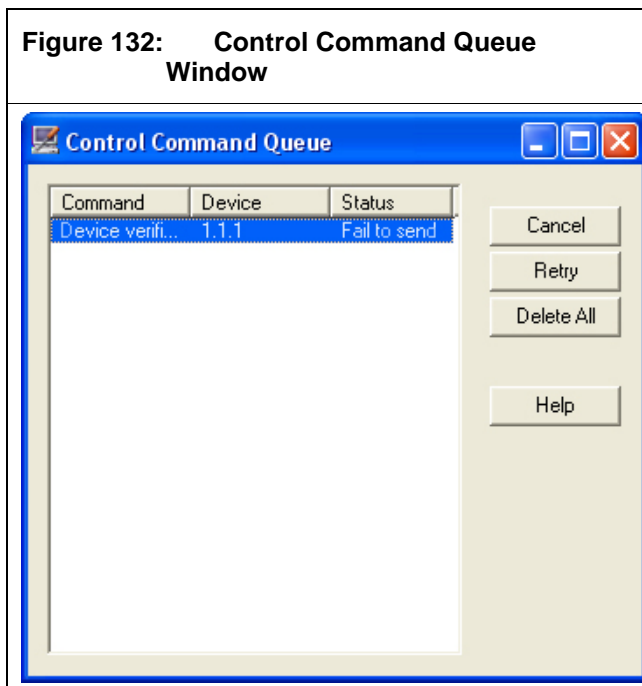 Figure 132: Control Command Queue
Window
Control Command Queue
Command Device Status
Device verifi... 1.1.1 Fail to send
Cancel
Retry
Delete All
Help